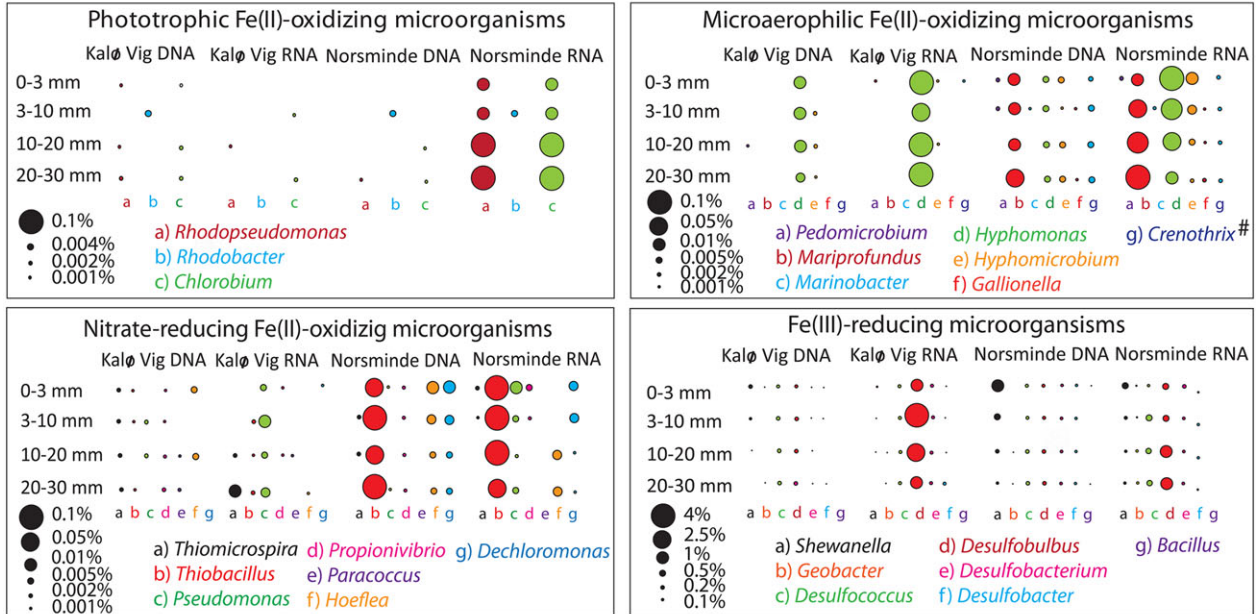 Phototrophic Fe(II)-oxidizing microorganisms
Kalø Vig DNA Kalø Vig RNA Norsminde DNA Norsminde RNA
0-3 mm
3-10 mm
10-20 mm
20-30 mm
a b c a b c a b c a b c
0.1%
0.004%
0.002%
0.001%
a) Rhodopseudomonas
b) Rhodobacter
c) Chlorobium
Microaerophilic Fe(II)-oxidizing microorganisms
Kalø Vig DNA Kalø Vig RNA Norsminde DNA Norsminde RNA
0-3 mm
3-10 mm
10-20 mm
20-30 mm
a b c d e f g a b c d e f g a b c d e f g a b c d e f g
0.1%
0.05%
0.01%
0.005%
0.002%
0.001%
a) Pedomicrobium d) Hyphomonas g) Crenothrix#
b) Mariprofundus e) Hyphomicrobium
c) Marinobacter f) Gallionella
Nitrate-reducing Fe(II)-oxidizig microorganisms
Kalø Vig DNA Kalø Vig RNA Norsminde DNA Norsminde RNA
0-3 mm
3-10 mm
10-20 mm
20-30 mm
a b c d e f g a b c d e f g a b c d e f g a b c d e f g
0.1%
0.05%
0.01%
0.005%
0.002%
0.001%
a) Thiomicrospira d) Propionivibrio g) Dechloromonas
b) Thiobacillus e) Paracoccus
c) Pseudomonas f) Hoeflea
Fe(III)-reducing microorgansisms
Kalø Vig DNA Kalø Vig RNA Norsminde DNA Norsminde RNA
0-3 mm
3-10 mm
10-20 mm
20-30 mm
a b c d e f g a b c d e f g a b c d e f g a b c d e f g
4%
2.5%
1%
0.5%
0.2%
0.1%
a) Shewanella d) Desulfobulbus g) Bacillus
b) Geobacter e) Desulfobacterium
c) Desulfococcus f) Desulfobacter